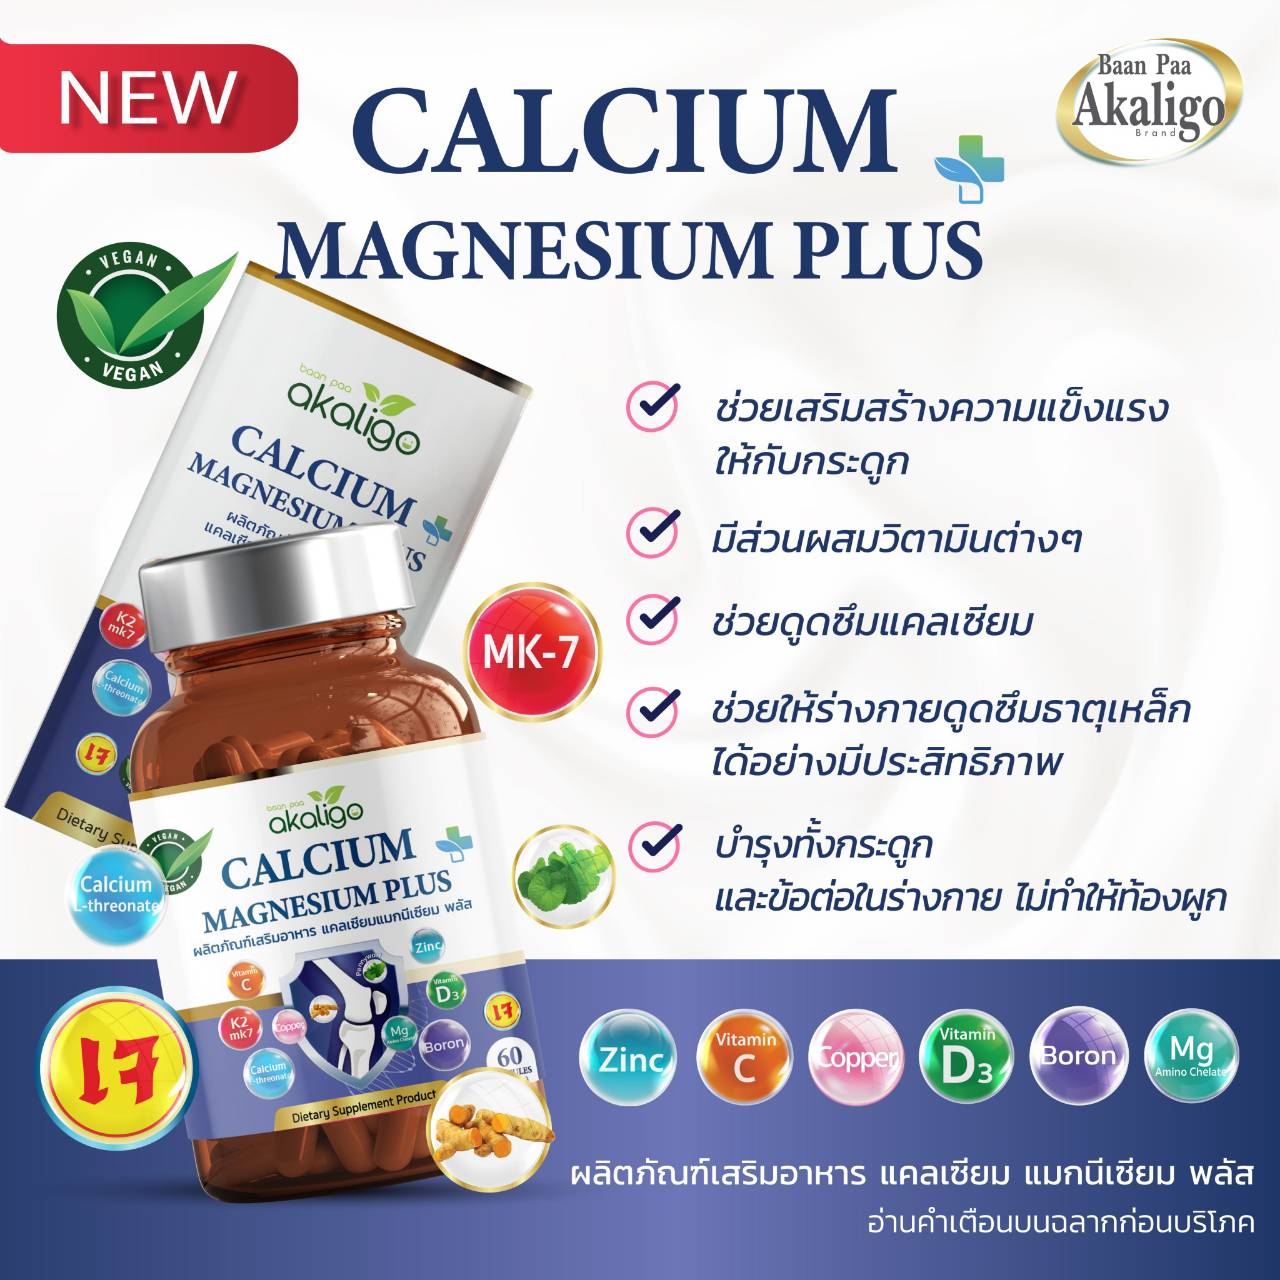 NEW
CALCIUM
MAGNESIUM PLUS
Baan Paa
Akaligo
Brand
VEGAN
VEGAN
baan paa
akaligo
CALCIUM
MAGNESIUM
K2
mk7
Calcium
L-threonate
เจ
Dietary
MK-7
ช่วยเสริมสร้างความแข็งแรง
ให้กับกระดูก
มีส่วนผสมวิตามินต่างๆ
ช่วยดูดซึมแคลเซียม
ช่วยให้ร่างกายดูดซึมธาตุเหล็ก
ได้อย่างมีประสิทธิภาพ
บำรุงทั้งกระดูก
และข้อต่อในร่างกาย ไม่ทำให้ท้องผูก
Calcium
L-threonate
เจ
baan paa
akaligo
CALCIUM
MAGNESIUM PLUS
ผลิตภัณฑ์เสริมอาหาร แคลเซียมแมกนีเซียม พลัส
Zinc
Vitamin
C
Vitamin
D3
K2
mk7
Copper
Mg
Amino Chelate
Boron
เจ
Calcium
L-threonate
60
Dietary Supplement Product
Zinc
Vitamin
C
Copper
Vitamin
D3
Boron
Mg
Amino Chelate
ผลิตภัณฑ์เสริมอาหาร แคลเซียม แมกนีเซียม พลัส
อ่านคำเตือนบนฉลากก่อนบริโภค